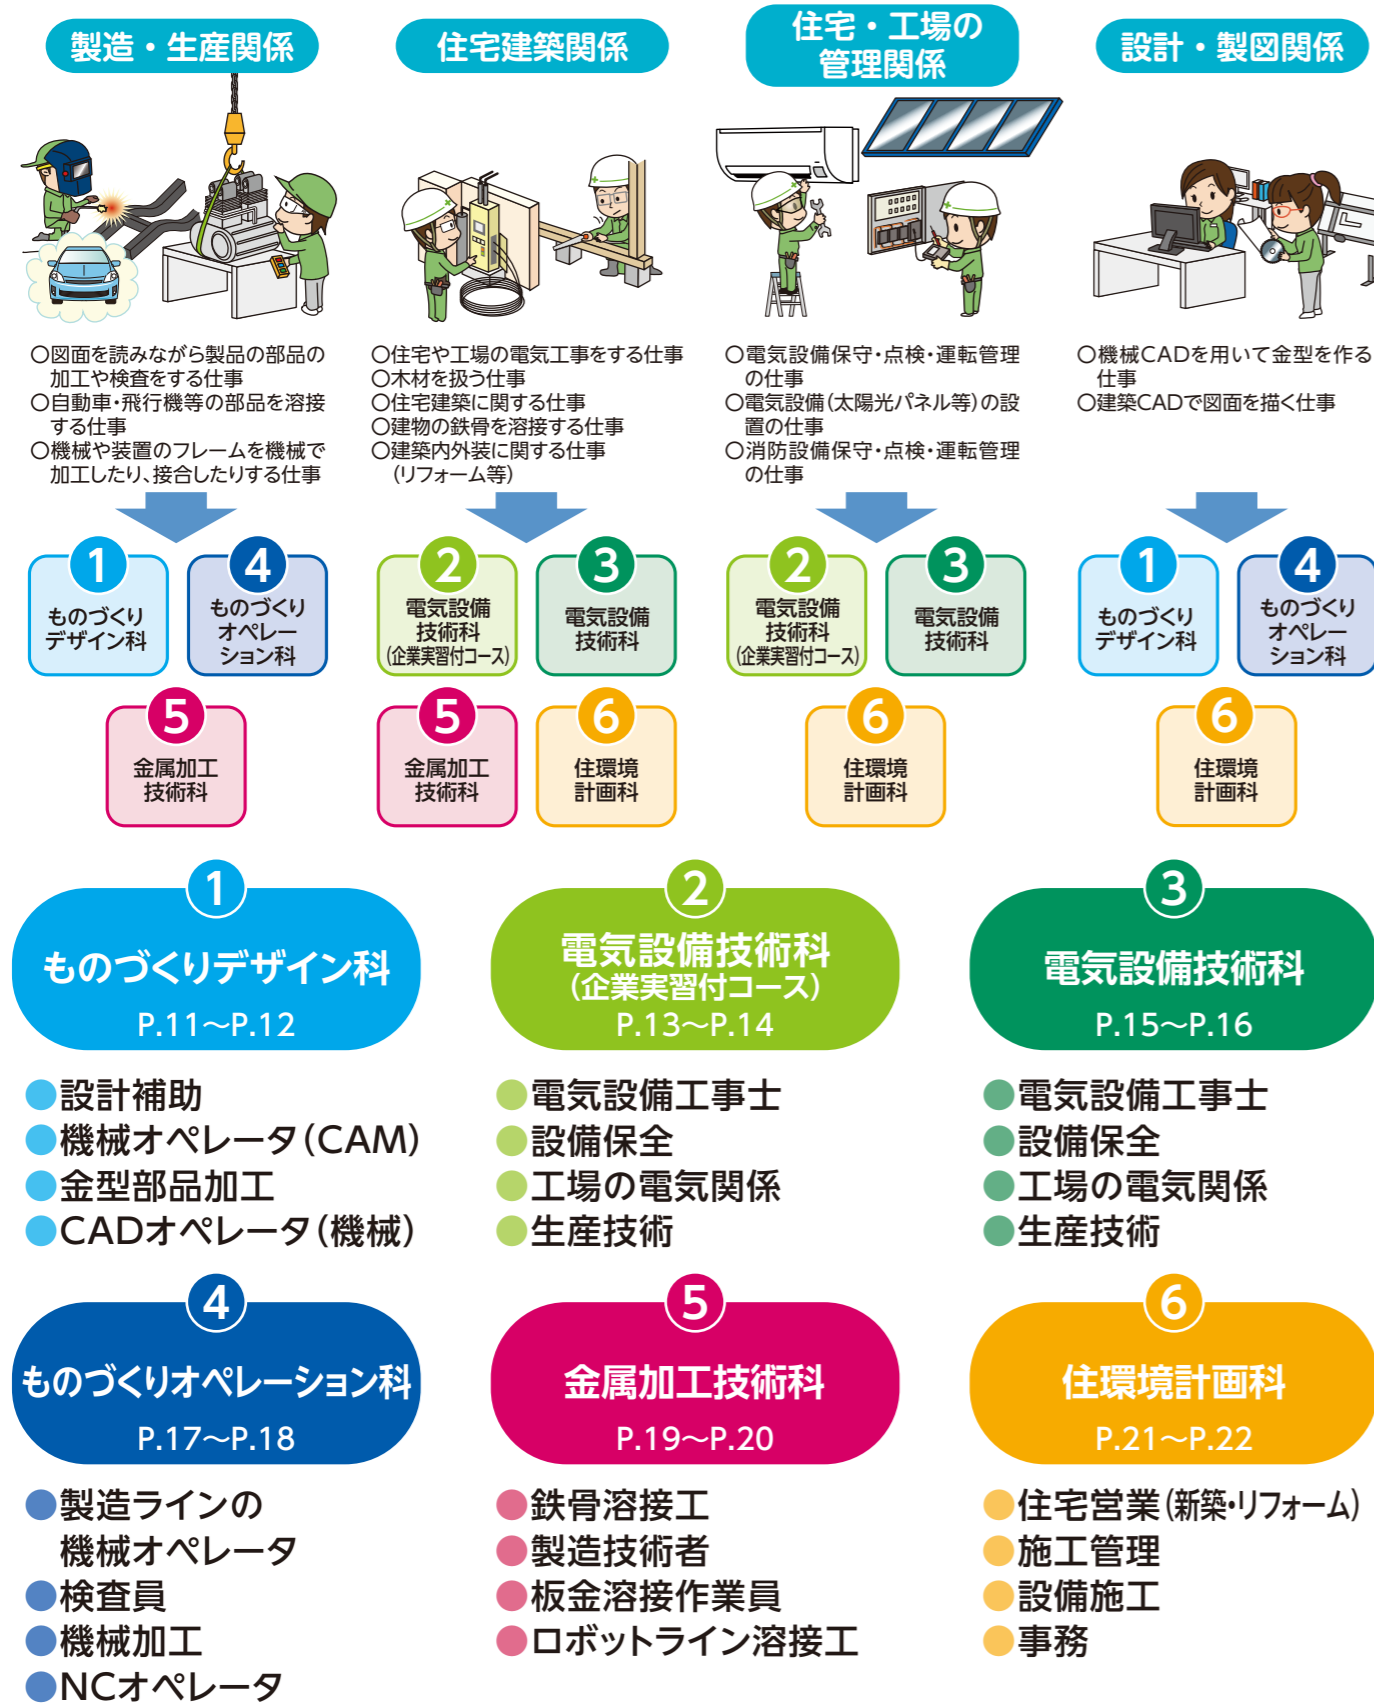 製造・生産関係
○図面を読みながら製品の部品の
加工や検査をする仕事
○自動車・飛行機等の部品を溶接
する仕事
○機械や装置のフレームを機械で
加工したり、接合したりする仕事
1
ものづくり
デザイン科
4
ものづくり
オペレー
ション科
5
金属加工
技術科
住宅建築関係
○住宅や工場の電気工事をする仕事
○木材を扱う仕事
○住宅建築に関する仕事
○建物の鉄骨を溶接する仕事
○建築内外装に関する仕事
(リフォーム等)
2
電気設備
技術科
(企業実習付コース)
3
電気設備
技術科
5
金属加工
技術科
6
住環境
計画科
住宅・工場の
管理関係
○電気設備保守・点検・運転管理
の仕事
○電気設備(太陽光パネル等)の設
置の仕事
○消防設備保守・点検・運転管理
の仕事
2
電気設備
技術科
(企業実習付コース)
3
電気設備
技術科
6
住環境
計画科
設計・製図関係
○機械CADを用いて金型を作る
仕事
○建築CADで図面を描く仕事
1
ものづくり
デザイン科
4
ものづくり
オペレー
ション科
6
住環境
計画科
1
ものづくりデザイン科
P.11～P.12
●設計補助
●機械オペレータ(CAM)
●金型部品加工
●CADオペレータ(機械)
2
電気設備技術科
(企業実習付コース)
P.13～P.14
●電気設備工事士
●設備保全
●工場の電気関係
●生産技術
3
電気設備技術科
P.15～P.16
●電気設備工事士
●設備保全
●工場の電気関係
●生産技術
4
ものづくりオペレーション科
P.17～P.18
●製造ラインの
機械オペレータ
●検査員
●機械加工
●NCオペレータ
5
金属加工技術科
P.19～P.20
●鉄骨溶接工
●製造技術者
●板金溶接作業員
●ロボットライン溶接工
6
住環境計画科
P.21～P.22
●住宅営業(新築・リフォーム)
●施工管理
●設備施工
●事務